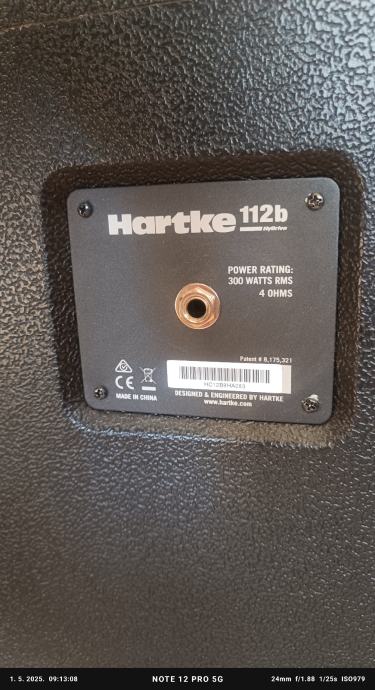 Hartke 112b
HyDrive
POWER RATING:
300 WATTS RMS
4 OHMS
Patent # 8,175,321
CE
MADE IN CHINA
DESIGNED & ENGINEERED BY HARTKE
www.hartke.com
1. 5. 2025. 09:13:08
NOTE 12 PRO 5G
24mm f/1.88 1/25s ISO979